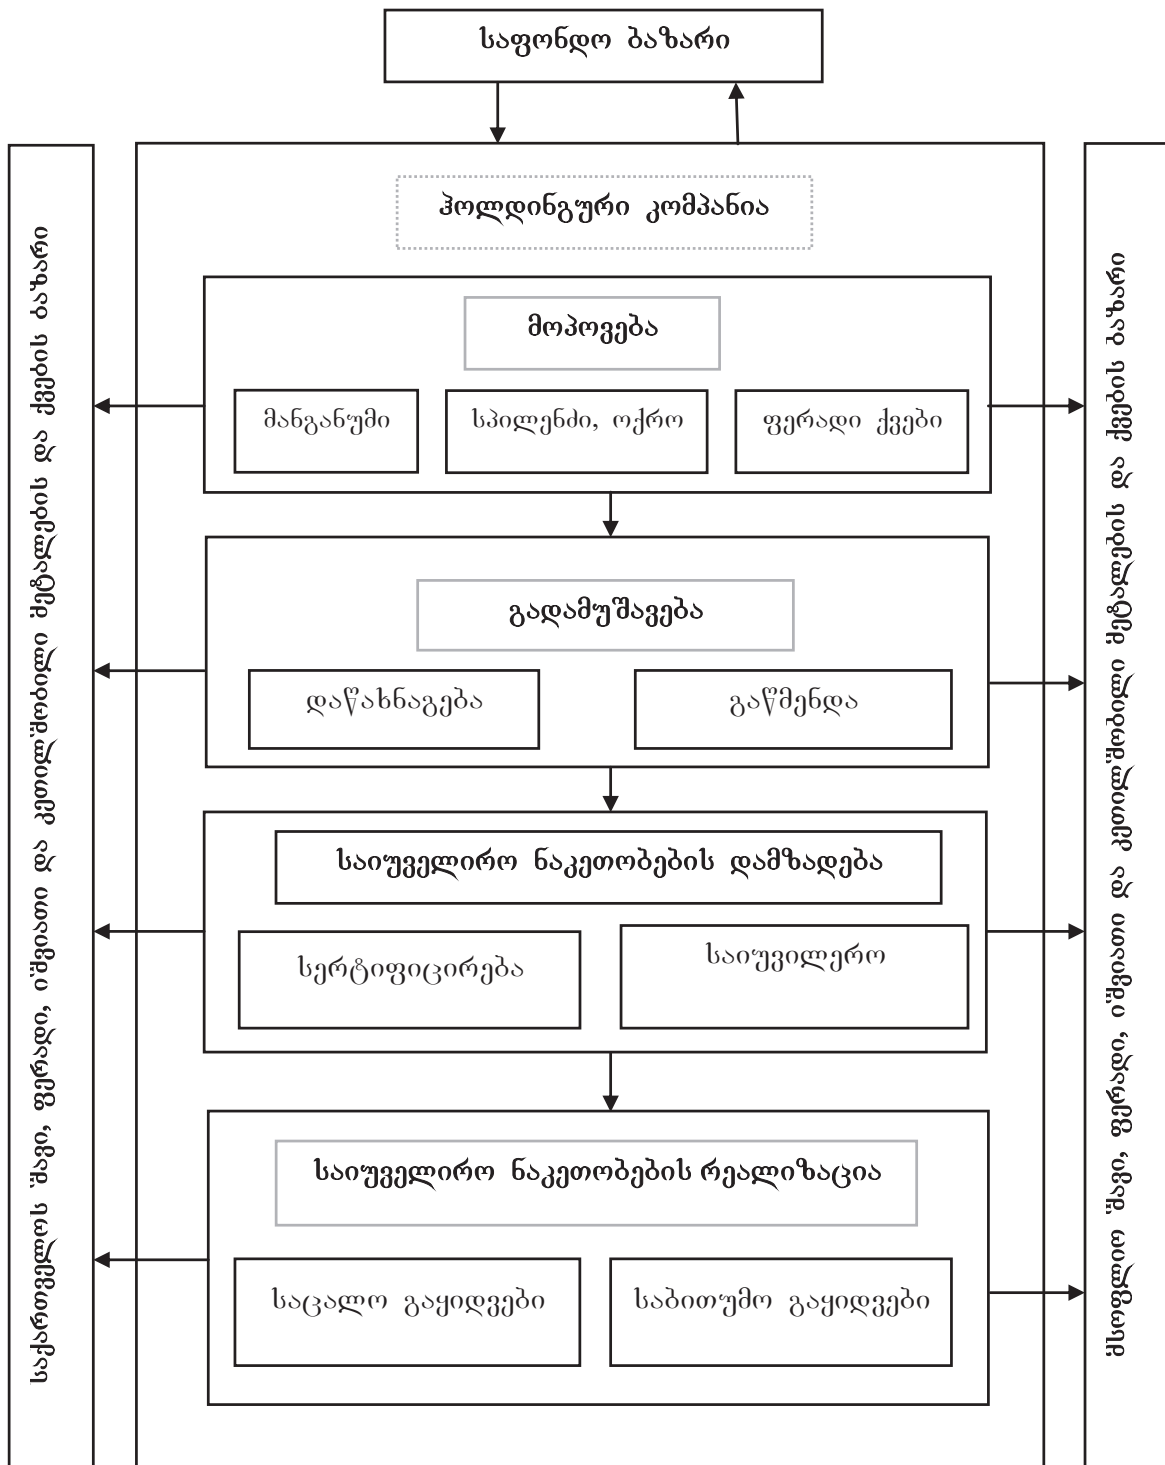 საფონდო ბაზარი
ჰოლდინგური კომპანია
მოპოვება
მანგანუმი
სპილენძი, ოქრო
ფერადი ქვები
გადამუშავება
დაწახნაგება
გაწმენდა
საიუველირო ნაკეთობების დამზადება
სერტიფიცირება
საიუვილერო
საიუველირო ნაკეთობების რეალიზაცია
საცალო გაყიდვები
საბითუმო გაყიდვები
საქართველოს შავი, ფერადი, იშვიათი და კეთილშობილი მეტალების და ქვების ბაზარი
მსოფლიო შავი, ფერადი, იშვიათი და კეთილშობილი მეტალების და ქვების ბაზარი